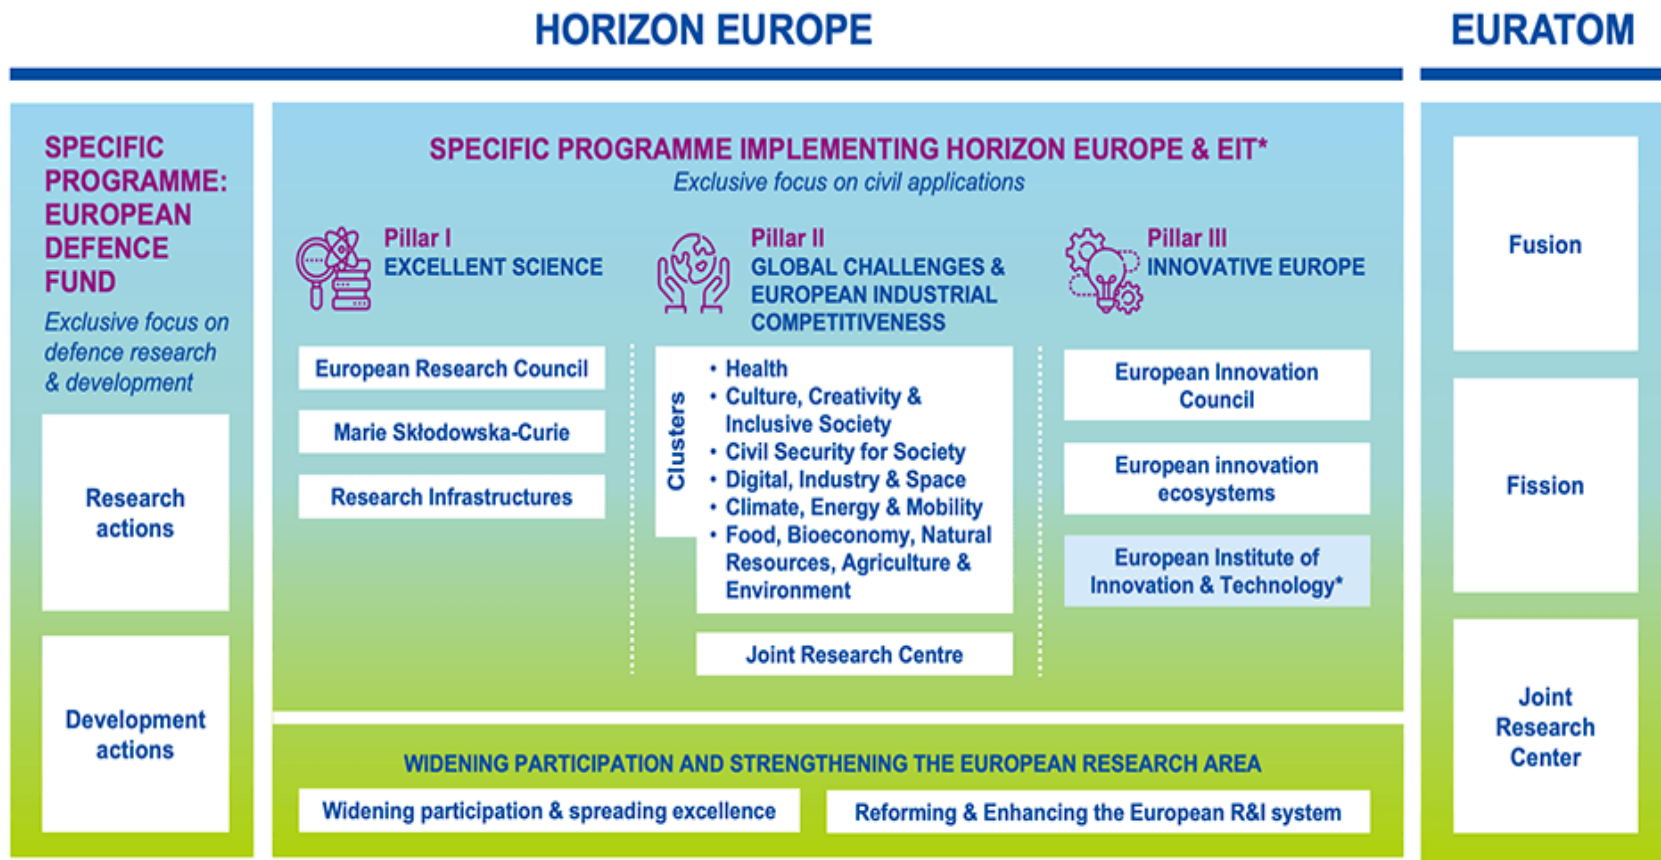 HORIZON EUROPE
EURATOM
SPECIFIC
PROGRAMME:
EUROPEAN
DEFENCE
FUND
Exclusive focus on
defence research
& development
Research
actions
Development
actions
SPECIFIC PROGRAMME IMPLEMENTING HORIZON EUROPE & EIT*
Exclusive focus on civil applications
Pillar I
EXCELLENT SCIENCE
European Research Council
Marie Skłodowska-Curie
Research Infrastructures
Pillar II
GLOBAL CHALLENGES &
EUROPEAN INDUSTRIAL
COMPETITIVENESS
Clusters
• Health
• Culture, Creativity &
Inclusive Society
• Civil Security for Society
• Digital, Industry & Space
• Climate, Energy & Mobility
• Food, Bioeconomy, Natural
Resources, Agriculture &
Environment
Joint Research Centre
Pillar III
INNOVATIVE EUROPE
European Innovation
Council
European innovation
ecosystems
European Institute of
Innovation & Technology*
WIDENING PARTICIPATION AND STRENGTHENING THE EUROPEAN RESEARCH AREA
Widening participation & spreading excellence
Reforming & Enhancing the European R&I system
Fusion
Fission
Joint
Research
Center